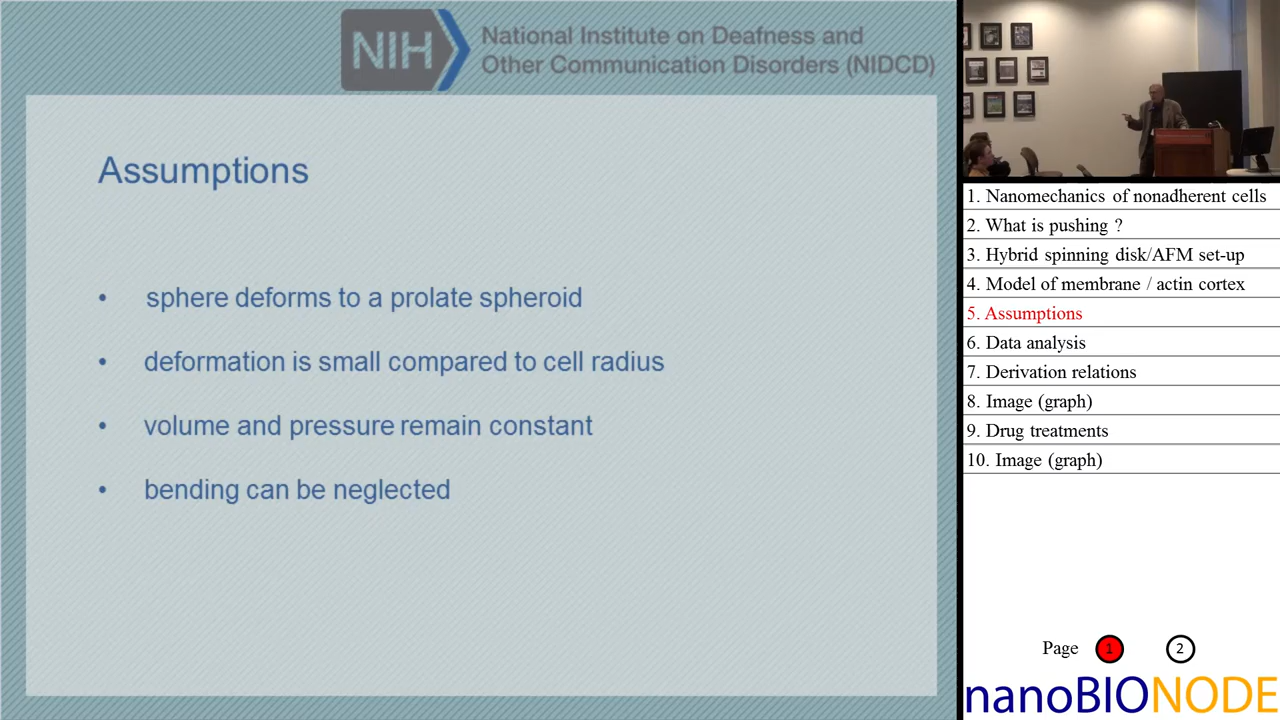 NIH
National Institute on Deafness and
Other Communication Disorders (NIDCD)
Assumptions
• sphere deforms to a prolate spheroid
• deformation is small compared to cell radius
• volume and pressure remain constant
• bending can be neglected
1. Nanomechanics of nonadherent cells
2. What is pushing ?
3. Hybrid spinning disk/AFM set-up
4. Model of membrane / actin cortex
5. Assumptions
6. Data analysis
7. Derivation relations
8. Image (graph)
9. Drug treatments
10. Image (graph)
Page 1 2
nanoBIONODE